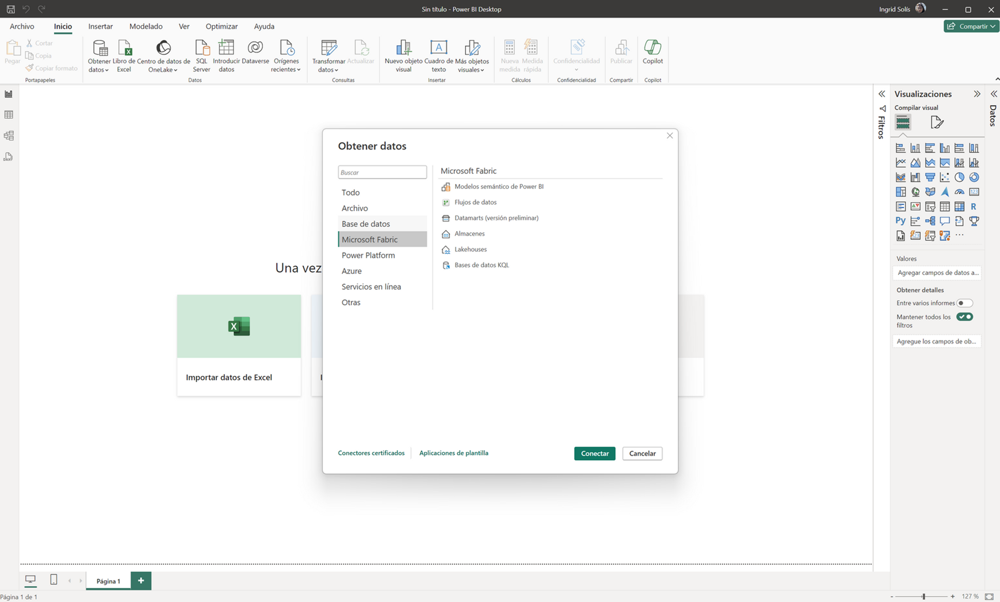 Sin título - Power BI Desktop
Ingrid Solís
Archivo
Inicio
Insertar
Modelado
Ver
Optimizar
Ayuda
Compartir
Pegar
Cortar
Copia
Copiar formato
Portapapeles
Obtener datos
Libro de Excel
Centro de datos de OneLake
SQL Server
Introducir datos
Dataverse
Orígenes recientes
Datos
Transformar datos
Actualizar
Consultas
Nuevo objeto visual
Cuadro de texto
Más objetos visuales
Insertar
Nueva medida
Medida rápida
Cálculos
Confidencialidad
Confidencialidad
Publicar
Compartir
Copilot
Copilot
Obtener datos
Buscar
Todo
Archivo
Base de datos
Microsoft Fabric
Power Platform
Azure
Servicios en línea
Otras
Microsoft Fabric
Modelos semántico de Power BI
Flujos de datos
Datamarts (versión preliminar)
Almacenes
Lakehouses
Bases de datos KQL
Conectores certificados
Aplicaciones de plantilla
Conectar
Cancelar
Una vez
Importar datos de Excel
Filtros
Visualizaciones
Compilar visual
123
R
Py
Valores
Agregar campos de datos a...
Obtener detalles
Entre varios informes
Mantener todos los
filtros
Agregue los campos de ob...
Datos
Página 1
Página 1 de 1
127 %